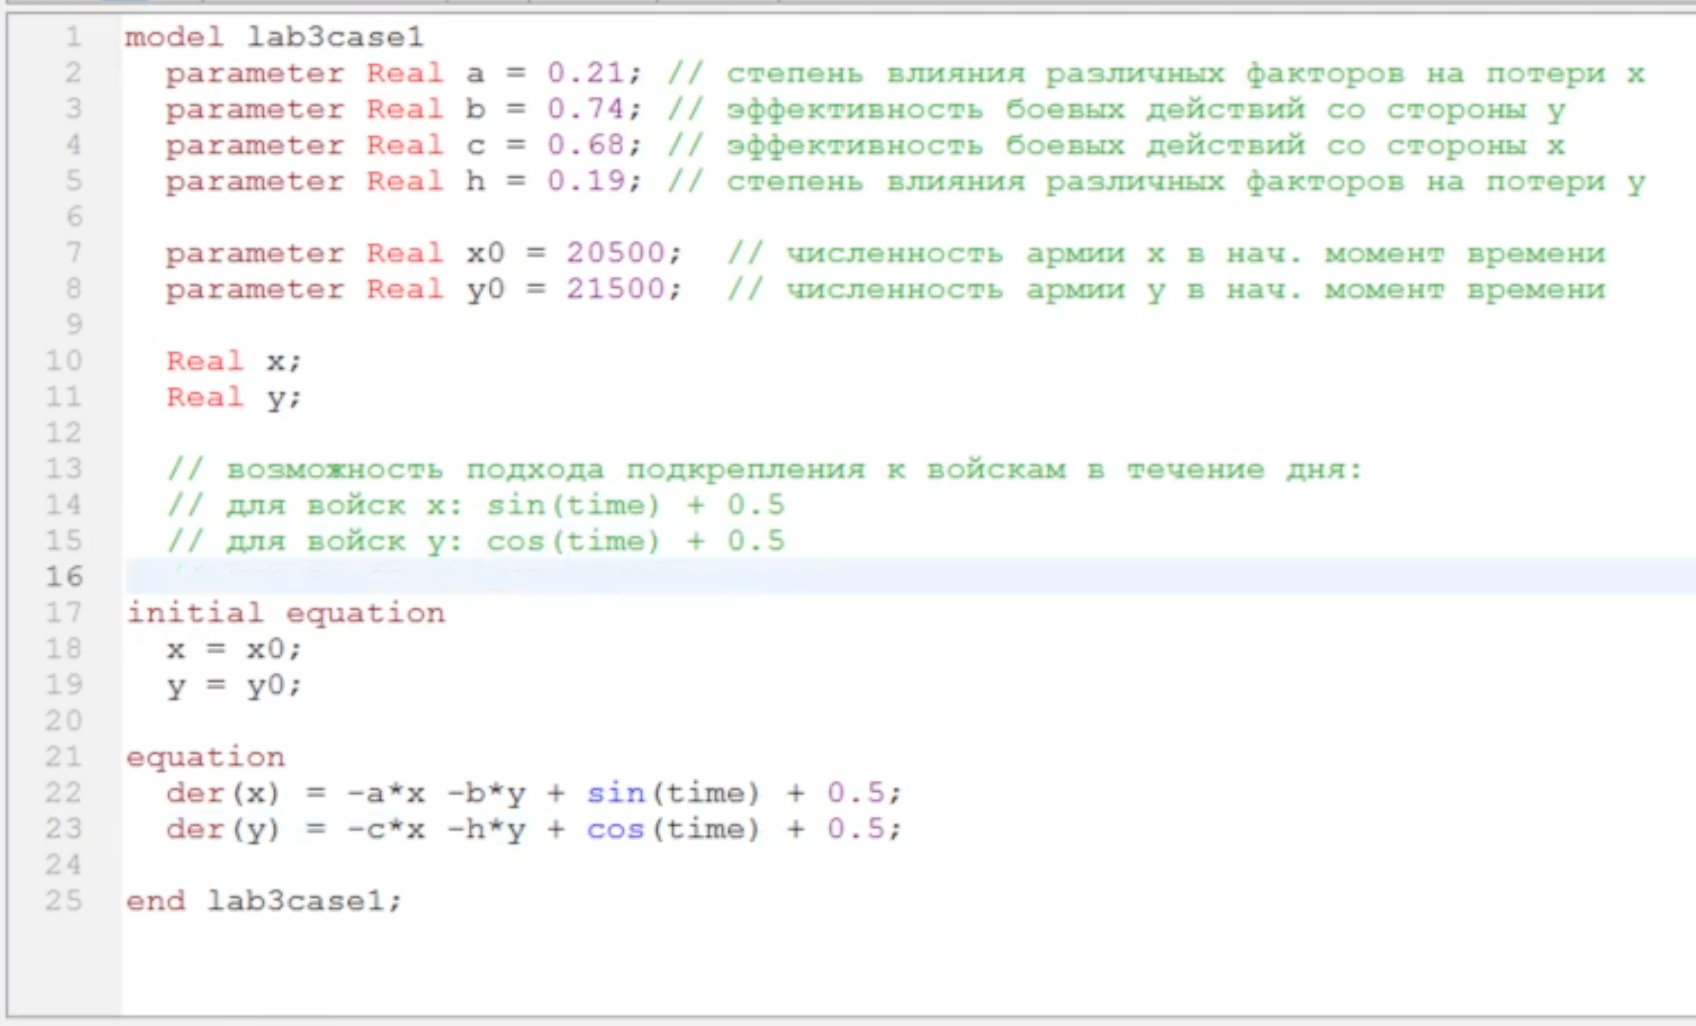 1 model lab3case1
2 parameter Real a = 0.21; // степень влияния различных факторов на потери x
3 parameter Real b = 0.74; // эффективность боевых действий со стороны y
4 parameter Real c = 0.68; // эффективность боевых действий со стороны x
5 parameter Real h = 0.19; // степень влияния различных факторов на потери y
6
7 parameter Real x0 = 20500; // численность армии x в нач. момент времени
8 parameter Real y0 = 21500; // численность армии y в нач. момент времени
9
10 Real x;
11 Real y;
12
13 // возможность подхода подкрепления к войскам в течение дня:
14 // для войск x: sin(time) + 0.5
15 // для войск y: cos(time) + 0.5
16
17 initial equation
18 x = x0;
19 y = y0;
20
21 equation
22 der(x) = -a*x -b*y + sin(time) + 0.5;
23 der(y) = -c*x -h*y + cos(time) + 0.5;
24
25 end lab3case1;